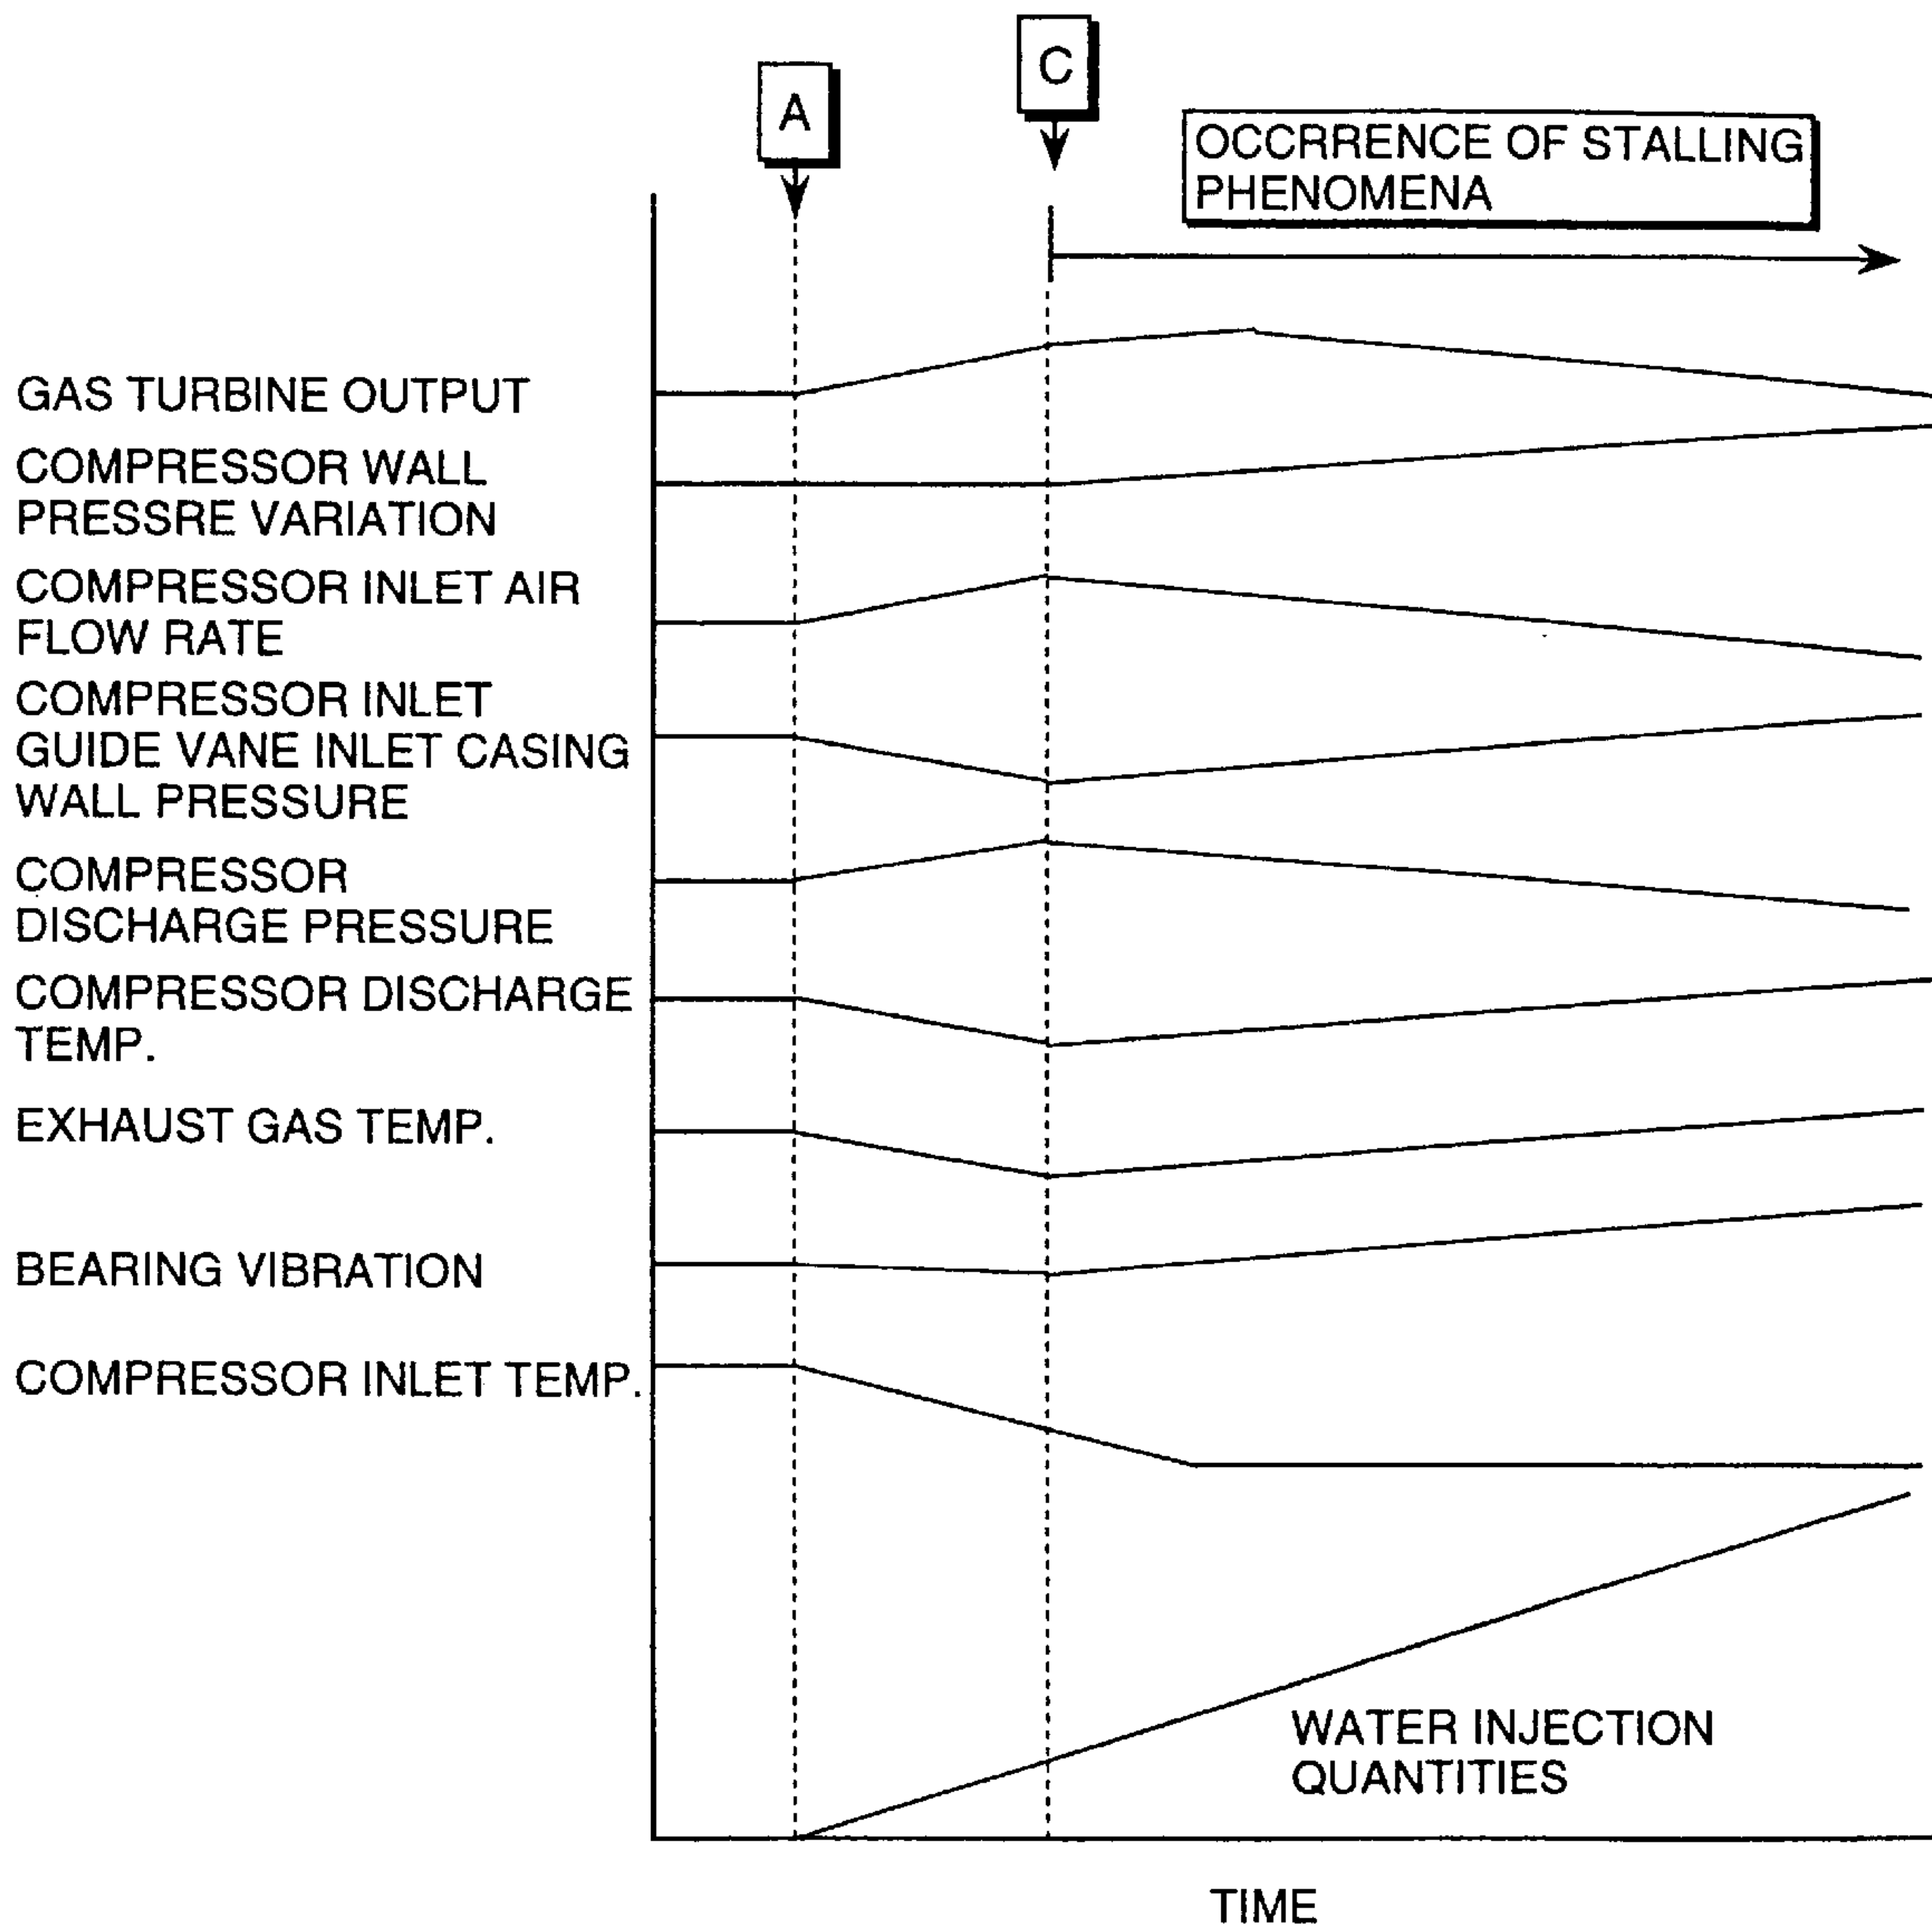 A
C
OCCRRENCE OF STALLING
PHENOMENA
GAS TURBINE OUTPUT
COMPRESSOR WALL
PRESSRE VARIATION
COMPRESSOR INLET AIR
FLOW RATE
COMPRESSOR INLET
GUIDE VANE INLET CASING
WALL PRESSURE
COMPRESSOR
DISCHARGE PRESSURE
COMPRESSOR DISCHARGE
TEMP.
EXHAUST GAS TEMP.
BEARING VIBRATION
COMPRESSOR INLET TEMP.
WATER INJECTION
QUANTITIES
TIME